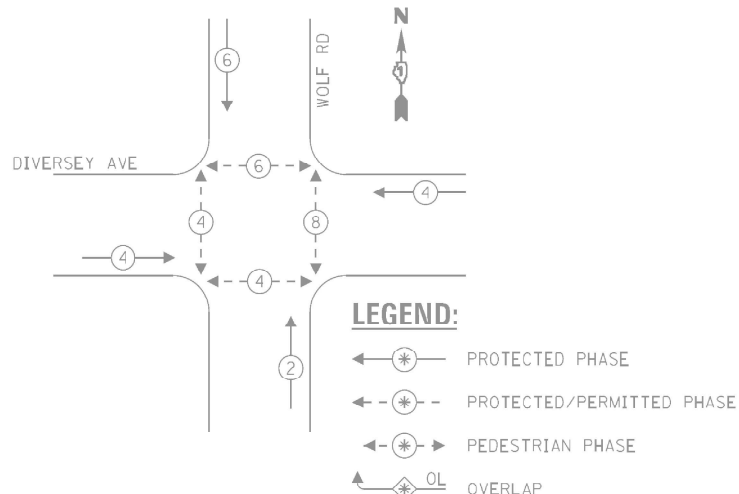 N
WOLF RD
6
DIVERSEY AVE
6
4
4
8
4
4
2
LEGEND:
* PROTECTED PHASE
* PROTECTED/PERMITTED PHASE
* PEDESTRIAN PHASE
* OL OVERLAP